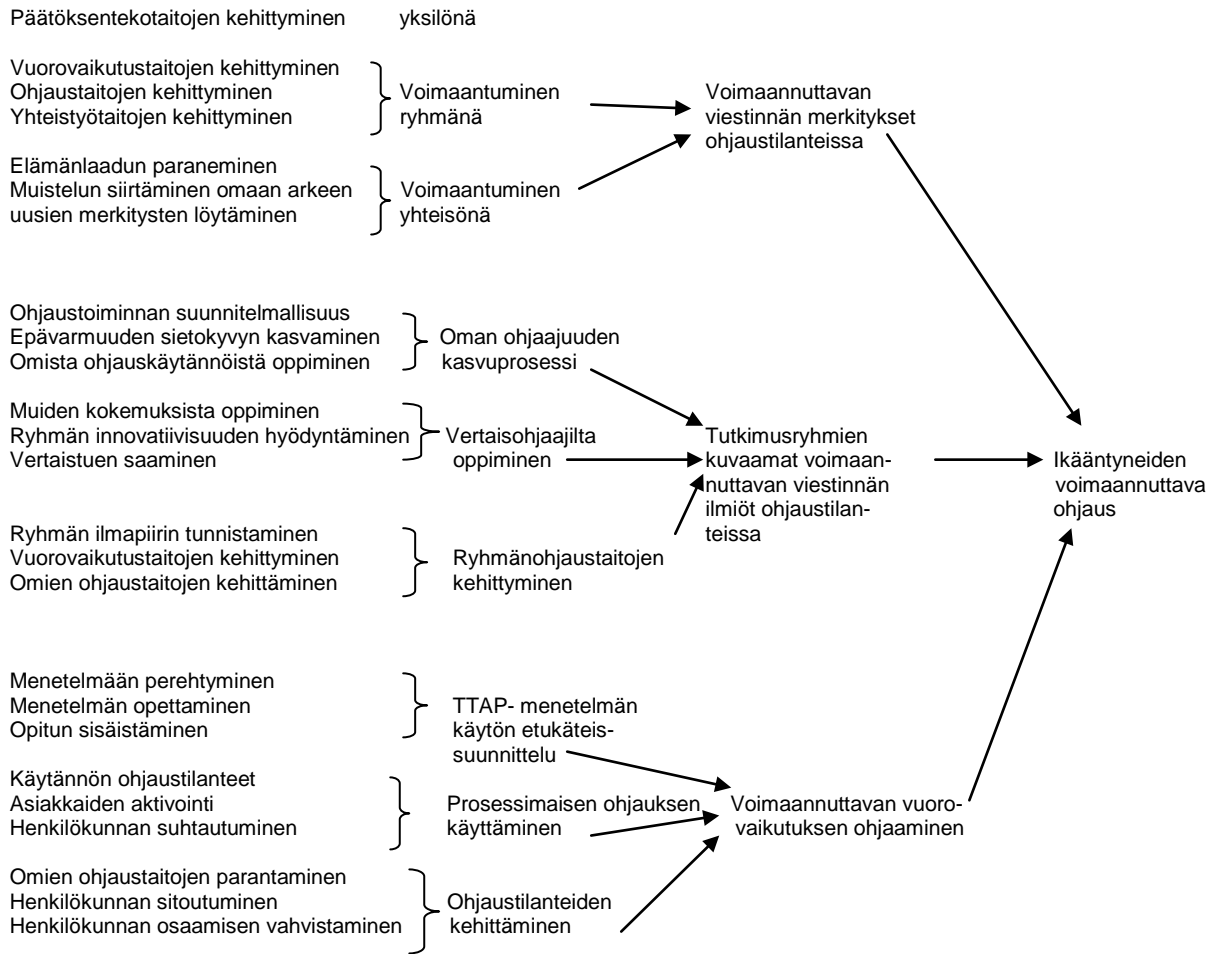 Päätöksentekotaitojen kehittyminen yksilönä
Vuorovaikutustaitojen kehittyminen
Ohjaustaitojen kehittyminen
Yhteistyötaitojen kehittyminen
Voimaantuminen
ryhmänä
Voimaannuttavan
viestinnän merkitykset
ohjaustilanteissa
Elämänlaadun paraneminen
Muistelun siirtäminen omaan arkeen
uusien merkitysten löytäminen
Voimaantuminen
yhteisönä
Ohjaustoiminnan suunnitelmallisuus
Epävarmuuden sietokyvyn kasvaminen
Omista ohjauskäytännöistä oppiminen
Oman ohjaajuuden
kasvuprosessi
Muiden kokemuksista oppiminen
Ryhmän innovatiivisuuden hyödyntäminen
Vertaistuen saaminen
Vertaisohjaajilta
oppiminen
Tutkimusryhmien
kuvaamat voimaan-
nuttavan viestinnän
ilmiöt ohjaustilan-
teissa
Ikääntyneiden
voimaannuttava
ohjaus
Ryhmän ilmapiirin tunnistaminen
Vuorovaikutustaitojen kehittyminen
Omien ohjaustaitojen kehittäminen
Ryhmänohjaustaitojen
kehittyminen
Menetelmään perehtyminen
Menetelmän opettaminen
Opitun sisäistäminen
TTAP- menetelmän
käytön etukäteis-
suunnittelu
Käytännön ohjaustilanteet
Asiakkaiden aktivointi
Henkilökunnan suhtautuminen
Prosessimaisen ohjauksen
käyttäminen
Voimaannuttavan vuoro-
vaikutuksen ohjaaminen
Omien ohjaustaitojen parantaminen
Henkilökunnan sitoutuminen
Henkilökunnan osaamisen vahvistaminen
Ohjaustilanteiden
kehittäminen